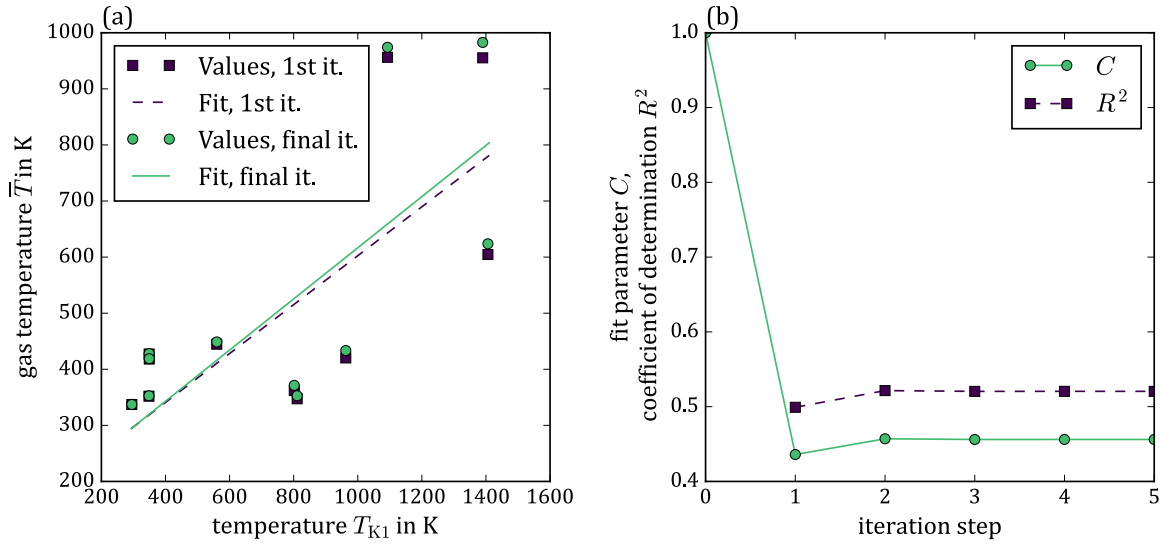 (a)
1000
900
800
700
600
500
400
300
200
gas temperature T̅ in K
Values, 1st it.
Fit, 1st it.
Values, final it.
Fit, final it.
200 400 600 800 1000 1200 1400 1600
temperature T_K1 in K
(b)
1.0
0.9
0.8
0.7
0.6
0.5
0.4
fit parameter C,
coefficient of determination R²
C
R²
0 1 2 3 4 5
iteration step